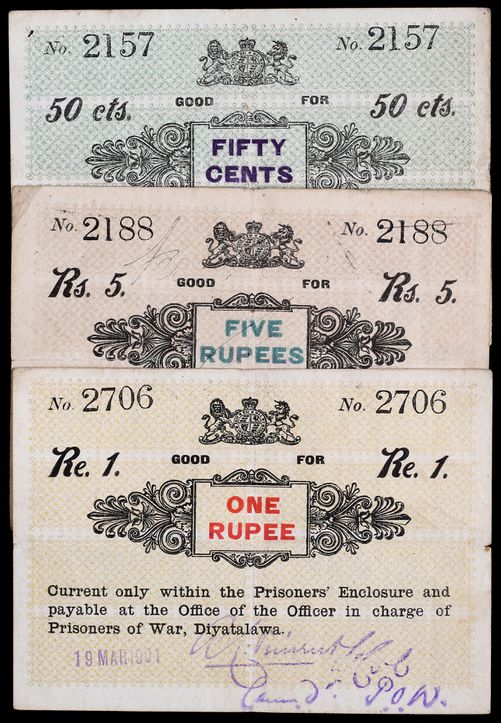 No. 2157 No. 2157
50 cts. GOOD FOR 50 cts.
FIFTY
CENTS
No. 2188 No. 2188
Rs. 5. GOOD FOR Rs. 5.
FIVE
RUPEES
No. 2706 No. 2706
Re. 1. GOOD FOR Re. 1.
ONE
RUPEE
Current only within the Prisoners' Enclosure and
payable at the Office of the Officer in charge of
Prisoners of War, Diyatalawa.
19 MAR 1901
P.O.W.